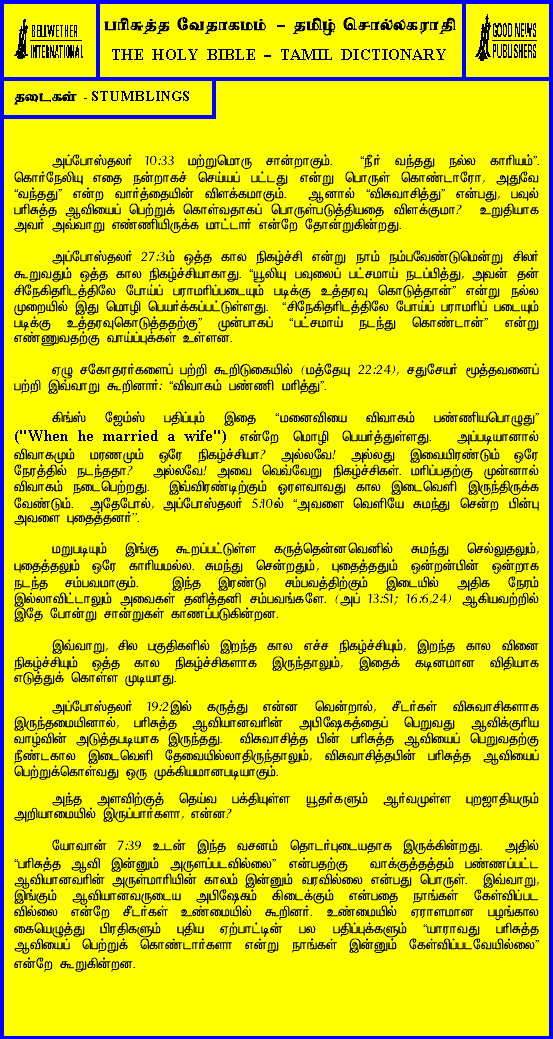 BELLWETHER
INTERNATIONAL
பரிசுத்த வேதாகமம் – தமிழ் சொல்லகராதி
THE HOLY BIBLE – TAMIL DICTIONARY
GOOD NEWS
PUBLISHERS
தடைகள் - STUMBLINGS
அப்போஸ்தலர் 10:33 மற்றுமொரு சான்றாகும். “நீர் வந்தது நல்ல காரியம்”.
கொர்நேலியு எதை நன்றாகச் செய்யப் பட்டது என்று பொருள் கொண்டாரோ, அதுவே
“வந்தது” என்ற வார்த்தையின் விளக்கமாகும். ஆனால் “விசுவாசித்து” என்பது, பவுல்
பரிசுத்த ஆவியைப் பெற்றுக் கொள்வதாகப் பொருள்படுத்தியதை விளக்குமா? உறுதியாக
அவர் அவ்வாறு எண்ணியிருக்க மாட்டார் என்றே தோன்றுகின்றது.
அப்போஸ்தலர் 27:3ம் ஒத்த கால நிகழ்ச்சி என்று நாம் நம்பவேண்டுமென்று சிலர்
கூறுவதும் ஒத்த கால நிகழ்ச்சியாகாது. “யூலியு பவுலைப் பட்சமாய் நடப்பித்து, அவன் தன்
சிநேகிதரிடத்திலே போய்ப் பராமரிப்படையும் படிக்கு உத்தரவு கொடுத்தான்” என்று நல்ல
முறையில் இது மொழி பெயர்க்கப்பட்டுள்ளது. “சிநேகிதரிடத்திலே போய்ப் பராமரிப் படையும்
படிக்கு உத்தரவுகொடுத்ததற்கு” முன்பாகப் “பட்சமாய் நடந்து கொண்டான்” என்று
எண்ணுவதற்கு வாய்ப்புக்கள் உள்ளன.
ஏழு சகோதரர்களைப் பற்றி கூறிடுகையில் (மத்தேயு 22:24), சதுசேயர் மூத்தவனைப்
பற்றி இவ்வாறு கூறினார்: “விவாகம் பண்ணி மரித்து”.
கிங்ஸ் ஜேம்ஸ் பதிப்பும் இதை “மனைவியை விவாகம் பண்ணியபொழுது”
("When he married a wife") என்றே மொழி பெயர்த்துள்ளது. அப்படியானால்
விவாகமும் மரணமும் ஒரே நிகழ்ச்சியா? அல்லவே! அல்லது இவையிரண்டும் ஒரே
நேரத்தில் நடந்ததா? அல்லவே! அவை வெவ்வேறு நிகழ்ச்சிகள். மரிப்பதற்கு முன்னால்
விவாகம் நடைபெற்றது. இவ்விரண்டிற்கும் ஓரளவாவது கால இடைவெளி இருந்திருக்க
வேண்டும். அதேபோல், அப்போஸ்தலர் 5:10ல் “அவளை வெளியே சுமந்து சென்ற பின்பு
அவளை புதைத்தனர்”.
மறுபடியும் இங்கு கூறப்பட்டுள்ள கருத்தென்னவெனில் சுமந்து செல்லுதலும்,
புதைத்தலும் ஒரே காரியமல்ல. சுமந்து சென்றதும், புதைத்ததும் ஒன்றன்பின் ஒன்றாக
நடந்த சம்பவமாகும். இந்த இரண்டு சம்பவத்திற்கும் இடையில் அதிக நேரம்
இல்லாவிட்டாலும் அவைகள் தனித்தனி சம்பவங்களே. (அப் 13:51; 16:6,24) ஆகியவற்றில்
இதே போன்று சான்றுகள் காணப்படுகின்றன.
இவ்வாறு, சில பகுதிகளில் இறந்த கால எச்ச நிகழ்ச்சியும், இறந்த கால வினை
நிகழ்ச்சியும் ஒத்த கால நிகழ்ச்சிகளாக இருந்தாலும், இதைக் கடினமான விதியாக
எடுத்துக் கொள்ள முடியாது.
அப்போஸ்தலர் 19:2இல் கருத்து என்ன வென்றால், சீடர்கள் விசுவாசிகளாக
இருந்தமையினால், பரிசுத்த ஆவியானவரின் அபிஷேகத்தைப் பெறுவது ஆவிக்குரிய
வாழ்வின் அடுத்தபடியாக இருந்தது. விசுவாசித்த பின் பரிசுத்த ஆவியைப் பெறுவதற்கு
நீண்டகால இடைவெளி தேவையில்லாதிருந்தாலும், விசுவாசித்தபின் பரிசுத்த ஆவியைப்
பெற்றுக்கொள்வது ஒரு முக்கியமானபடியாகும்.
அந்த அளவிற்குத் தெய்வ பக்தியுள்ள யூதர்களும் ஆர்வமுள்ள புறஜாதியரும்
அறியாமையில் இருப்பார்களா, என்ன?
யோவான் 7:39 உடன் இந்த வசனம் தொடர்புடையதாக இருக்கின்றது. அதில்
“பரிசுத்த ஆவி இன்னும் அருளப்படவில்லை” என்பதற்கு வாக்குத்தத்தம் பண்ணப்பட்ட
ஆவியானவரின் அருள்மாரியின் காலம் இன்னும் வரவில்லை என்பது பொருள். இவ்வாறு,
இங்கும் ஆவியானவருடைய அபிஷேகம் கிடைக்கும் என்பதை நாங்கள் கேள்விப்பட
வில்லை என்றே சீடர்கள் உண்மையில் கூறினர். உண்மையில் ஏராளமான பழங்கால
கையெழுத்து பிரதிகளும் புதிய ஏற்பாட்டின் பல பதிப்புக்களும் “யாராவது பரிசுத்த
ஆவியைப் பெற்றுக் கொண்டார்களா என்று நாங்கள் இன்னும் கேள்விப்படவேயில்லை”
என்றே கூறுகின்றன.